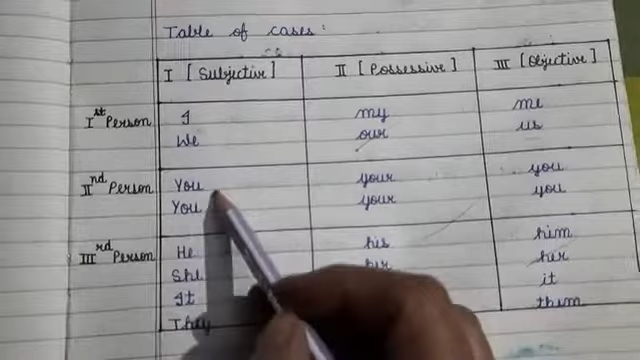 Table of cases:
I [Subjective] II [Possessive] III [Objective]
Ist Person I my me
We our us
IInd Person You your you
You your you
IIIrd Person He his him
She her her
It it
They them